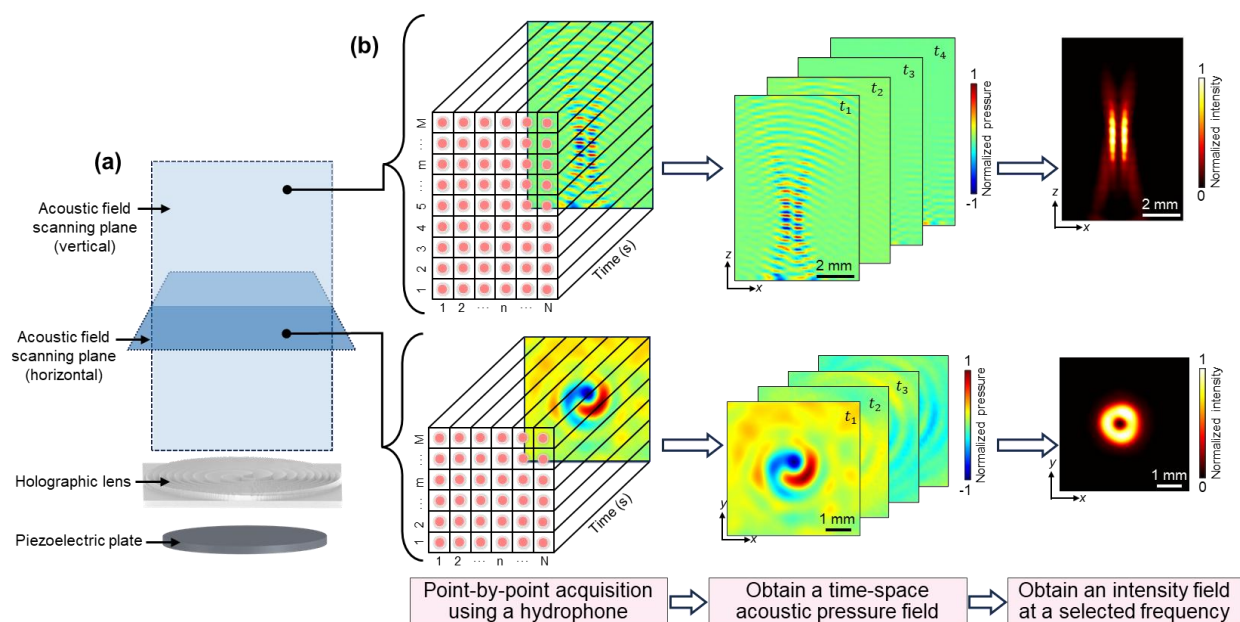 (a)
Acoustic field
scanning plane
(vertical)
Acoustic field
scanning plane
(horizontal)
Holographic lens
Piezoelectric plate
(b)
M
...
m
...
5
4
3
2
1
1 2 ... n ... N
Time (s)
t₁
t₂
t₃
t₄
z
x
2 mm
1
-1
Normalized pressure
z
x
2 mm
1
0
Normalized intensity
M
...
m
...
2
1
1 2 ... n ... N
Time (s)
t₁
t₂
t₃
y
x
1 mm
1
-1
Normalized pressure
y
x
1 mm
1
0
Normalized intensity
Point-by-point acquisition
using a hydrophone
Obtain a time-space
acoustic pressure field
Obtain an intensity field
at a selected frequency